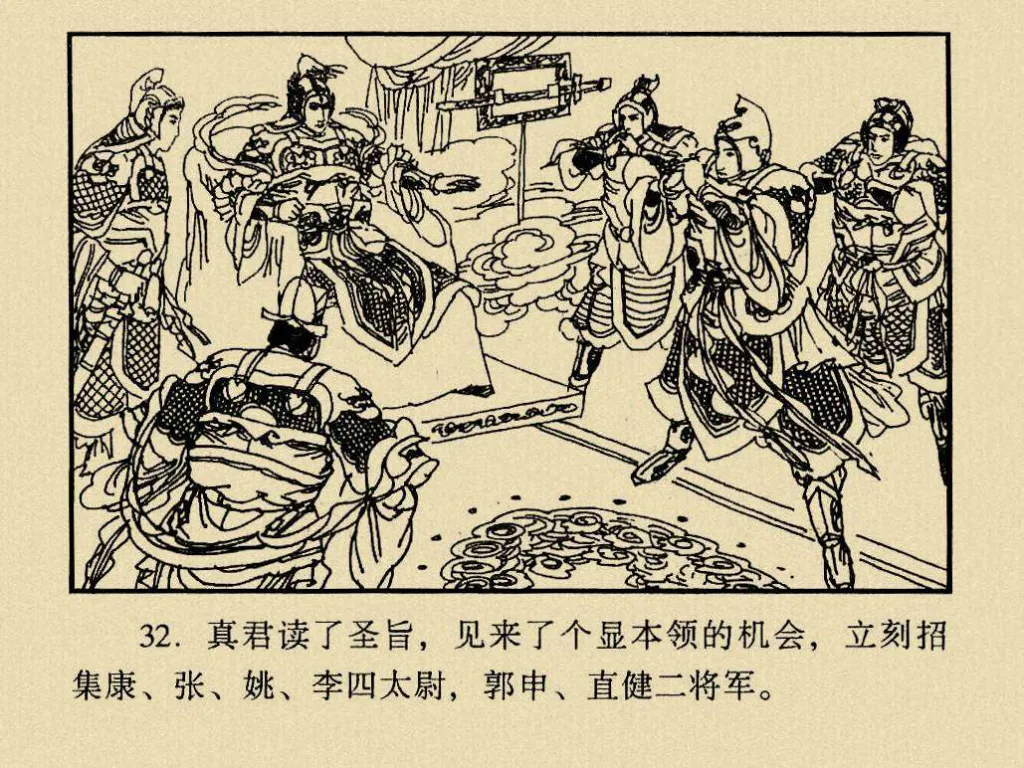 32. 真君读了圣旨，见来了个显本领的机会，立刻招
集康、张、姚、李四太尉，郭申、直健二将军。